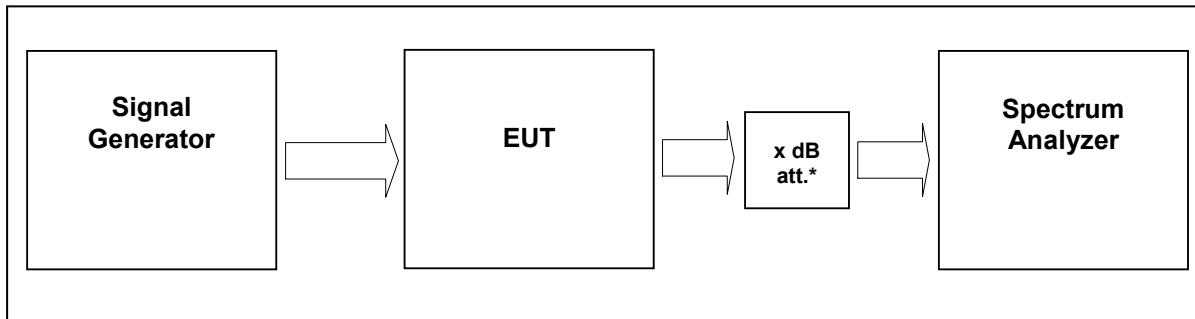 Signal
Generator
EUT
x dB
att.*
Spectrum
Analyzer